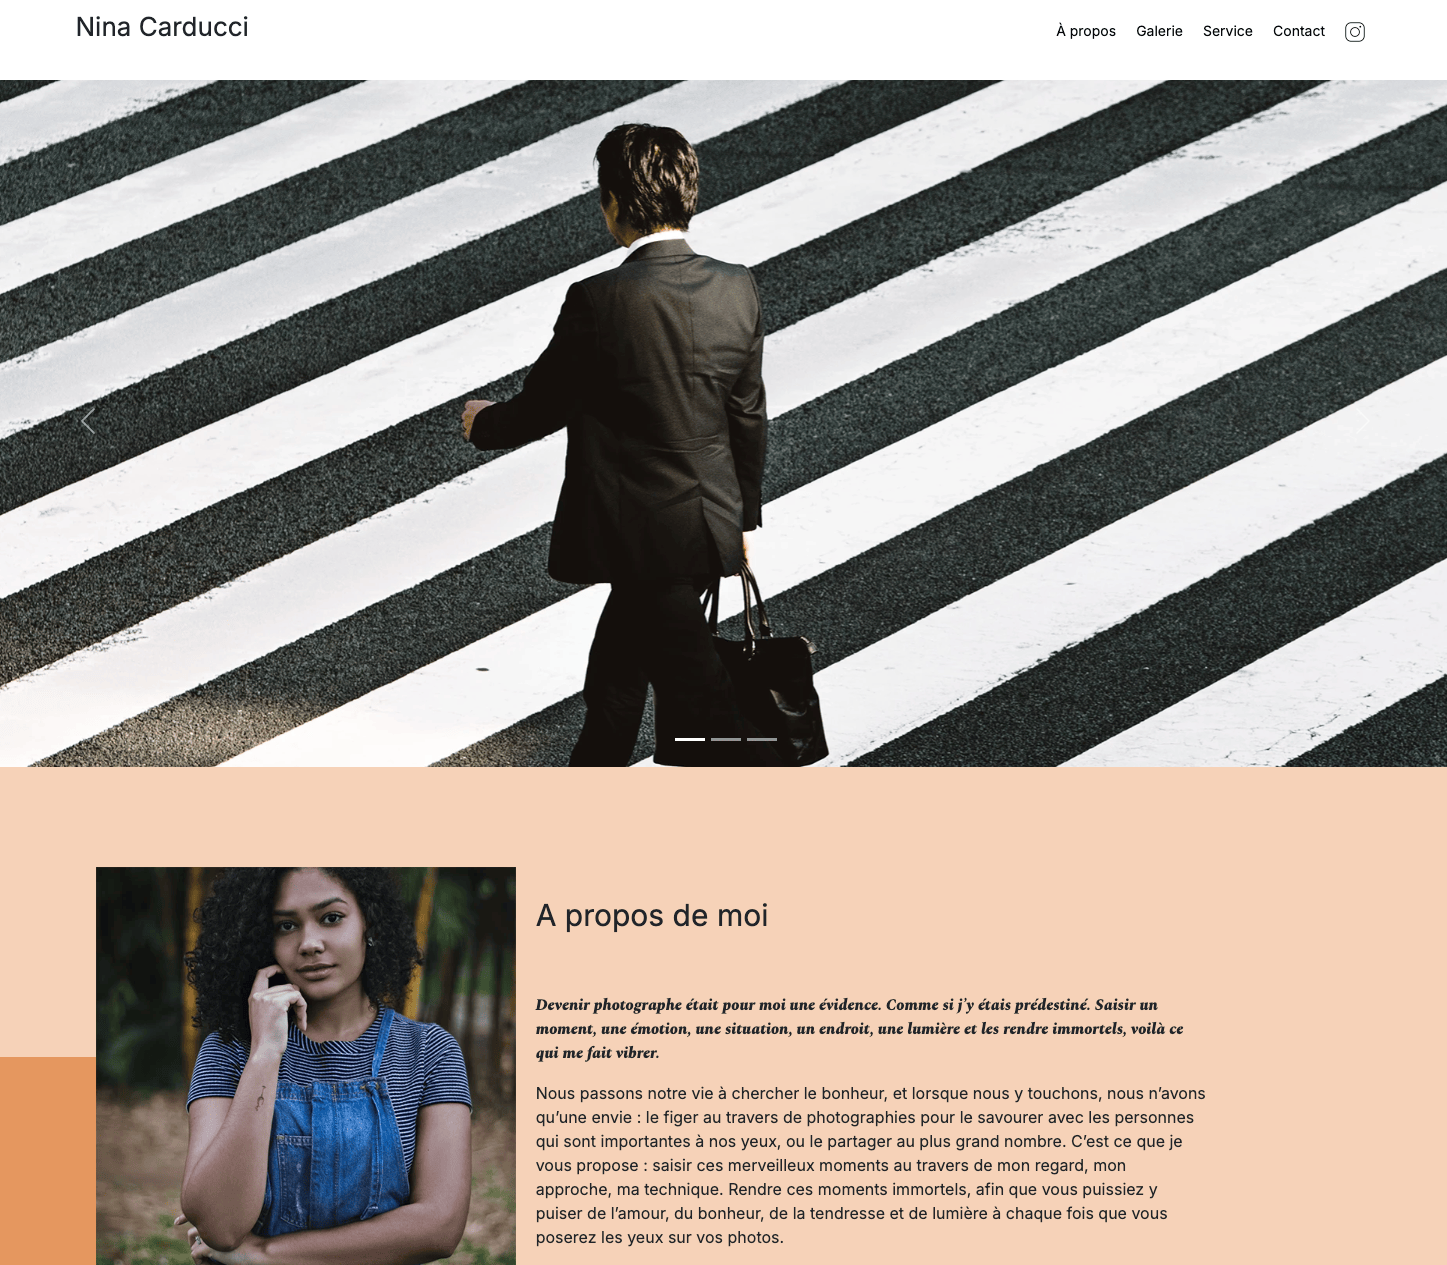 Nina Carducci
À propos Galerie Service Contact
A propos de moi
Devenir photographe était pour moi une évidence. Comme si j’y étais prédestiné. Saisir un
moment, une émotion, une situation, un endroit, une lumière et les rendre immortels, voilà ce
qui me fait vibrer.
Nous passons notre vie à chercher le bonheur, et lorsque nous y touchons, nous n’avons
qu’une envie : le figer au travers de photographies pour le savourer avec les personnes
qui sont importantes à nos yeux, ou le partager au plus grand nombre. C’est ce que je
vous propose : saisir ces merveilleux moments au travers de mon regard, mon
approche, ma technique. Rendre ces moments immortels, afin que vous puissiez y
puiser de l’amour, du bonheur, de la tendresse et de lumière à chaque fois que vous
poserez les yeux sur vos photos.